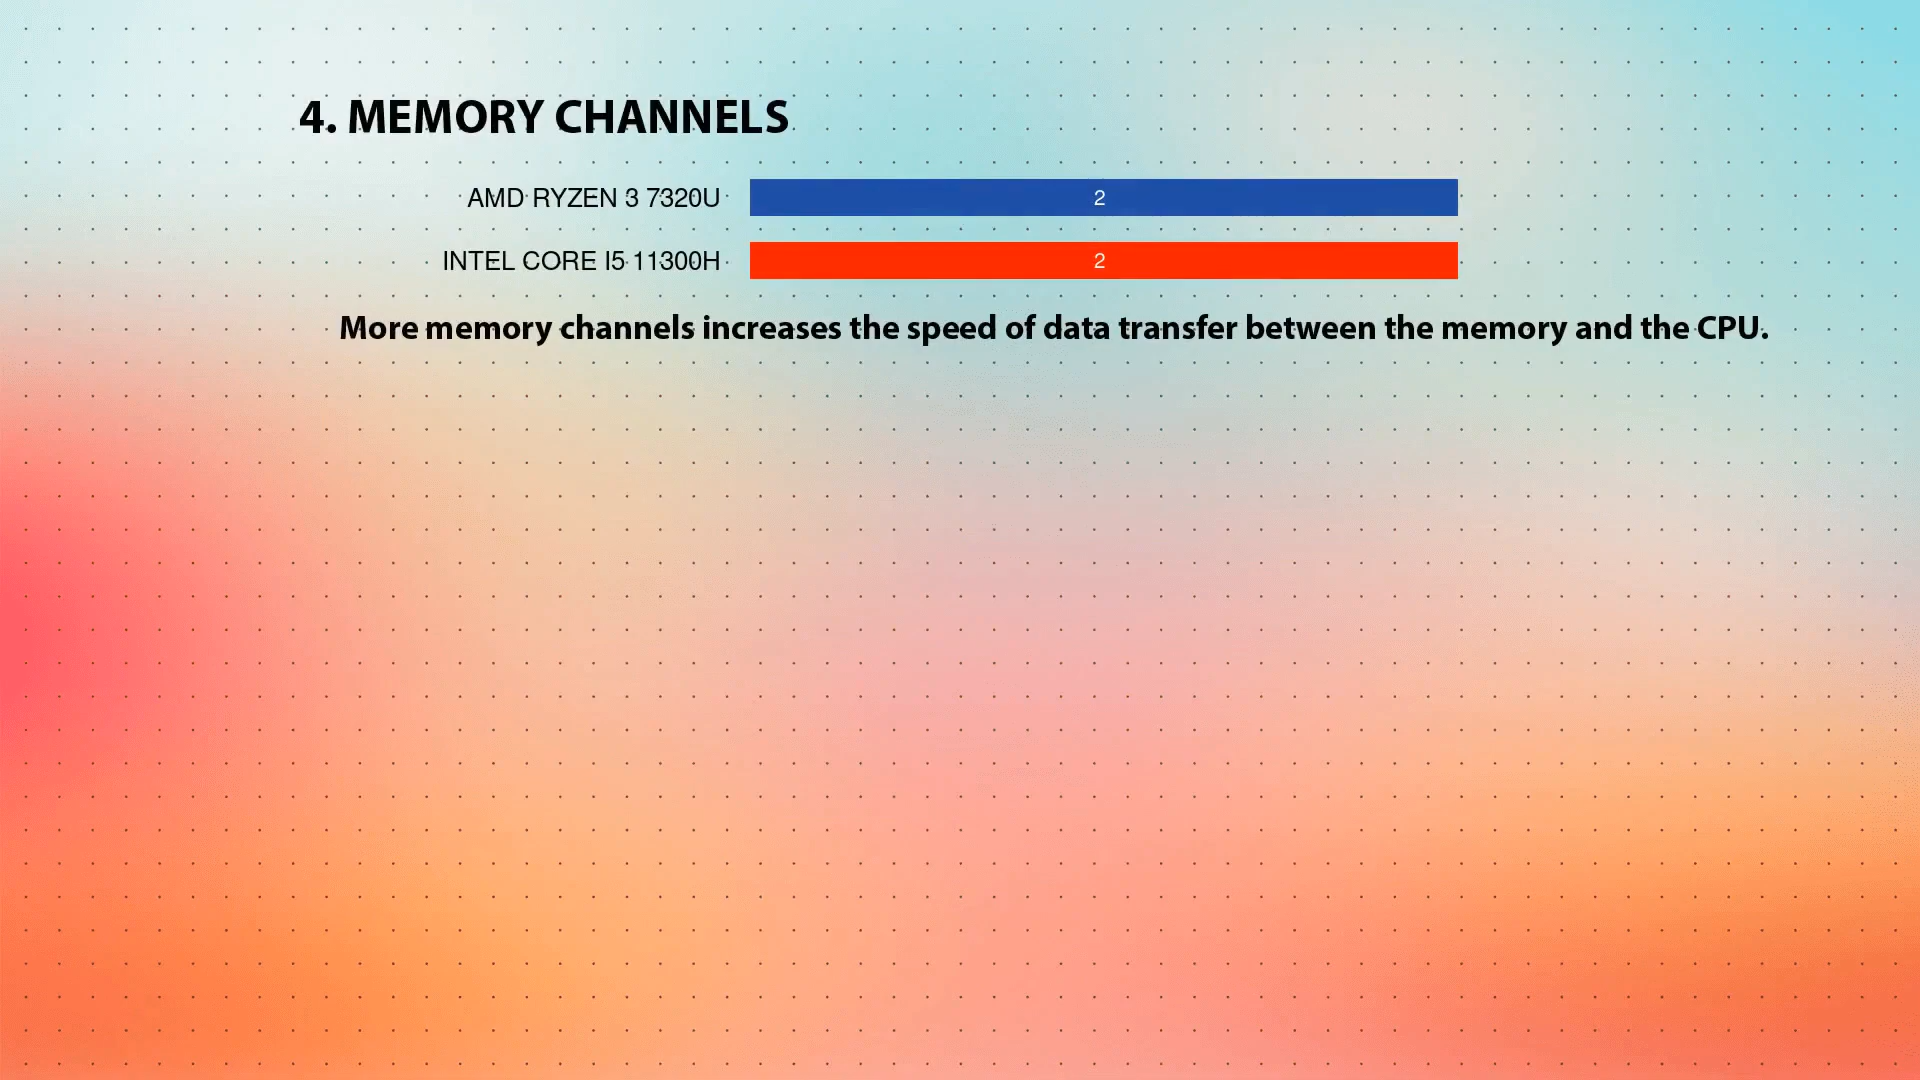 4. MEMORY CHANNELS
AMD RYZEN 3 7320U 2
INTEL CORE I5 11300H 2
More memory channels increases the speed of data transfer between the memory and the CPU.